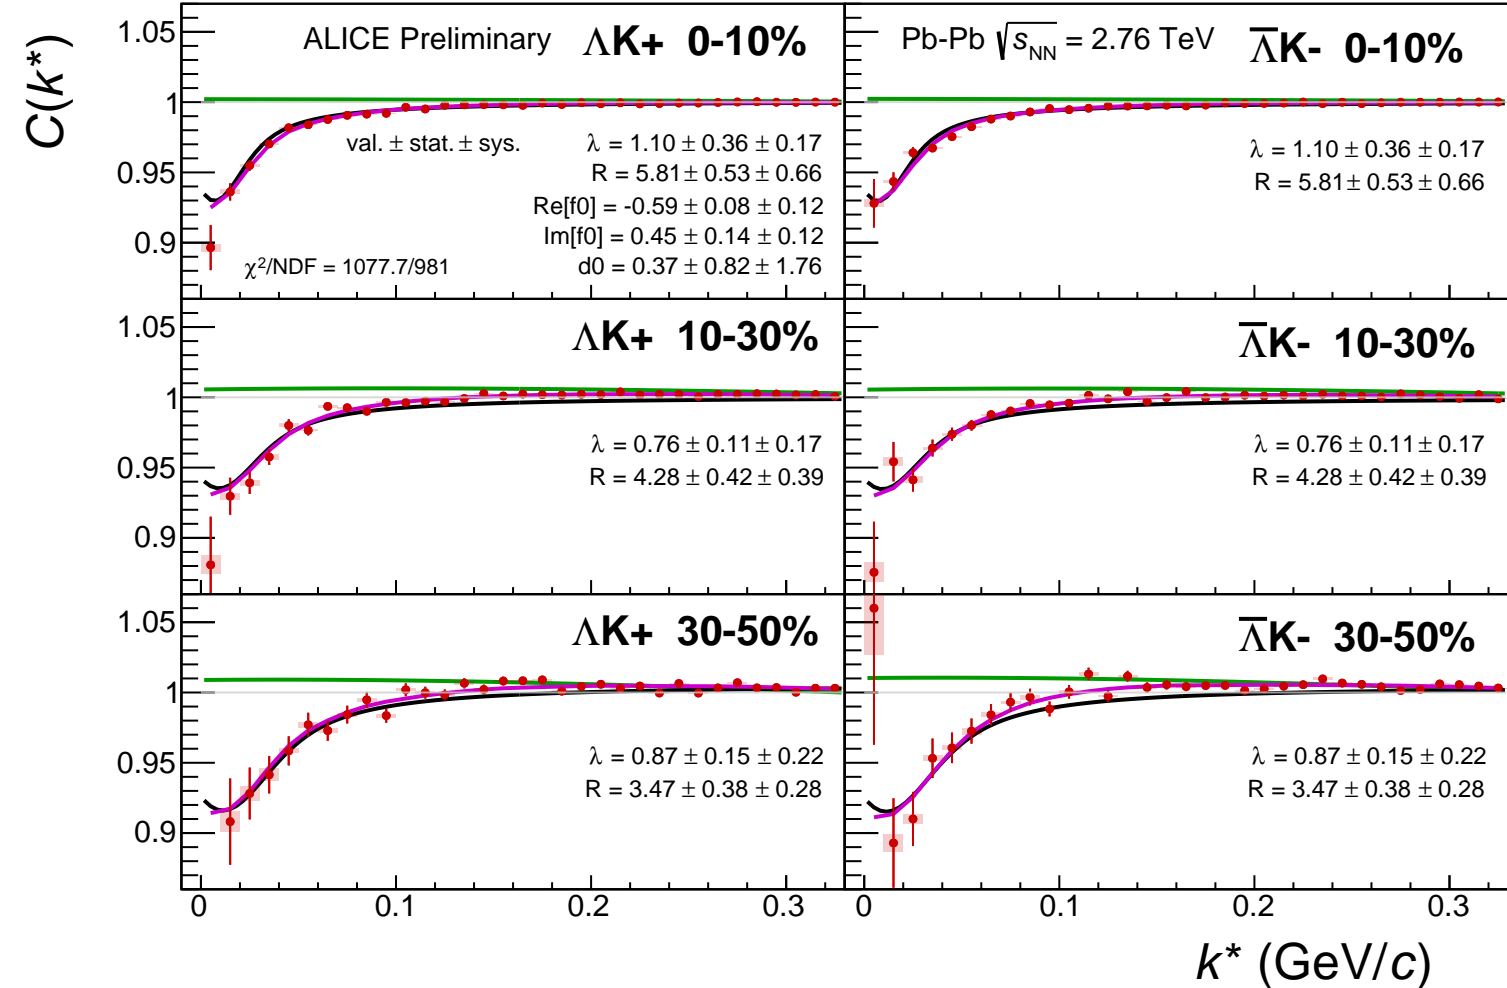 C(k*)
ALICE Preliminary ΛK+ 0-10%
val. ± stat. ± sys.
λ = 1.10 ± 0.36 ± 0.17
R = 5.81 ± 0.53 ± 0.66
Re[f0] = -0.59 ± 0.08 ± 0.12
Im[f0] = 0.45 ± 0.14 ± 0.12
χ²/NDF = 1077.7/981
d0 = 0.37 ± 0.82 ± 1.76
1.05
1
0.95
0.9
Pb-Pb √sNN = 2.76 TeV Λ̅K- 0-10%
λ = 1.10 ± 0.36 ± 0.17
R = 5.81 ± 0.53 ± 0.66
ΛK+ 10-30%
λ = 0.76 ± 0.11 ± 0.17
R = 4.28 ± 0.42 ± 0.39
1.05
1
0.95
0.9
Λ̅K- 10-30%
λ = 0.76 ± 0.11 ± 0.17
R = 4.28 ± 0.42 ± 0.39
ΛK+ 30-50%
λ = 0.87 ± 0.15 ± 0.22
R = 3.47 ± 0.38 ± 0.28
1.05
1
0.95
0.9
Λ̅K- 30-50%
λ = 0.87 ± 0.15 ± 0.22
R = 3.47 ± 0.38 ± 0.28
0 0.1 0.2 0.3
0 0.1 0.2 0.3
k* (GeV/c)